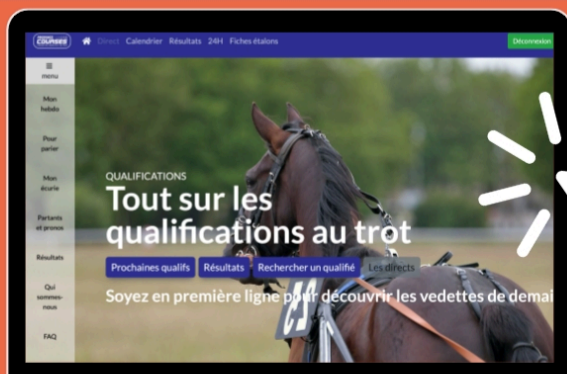 COURSES
Direct Calendrier Résultats 24H Fiches étalons
Déconnexion
menu
Mon
hebdo
Pour
parier
Mon
écurie
Partants
et pronos
Résultats
Qui
sommes-
nous
FAQ
QUALIFICATIONS
Tout sur les
qualifications au trot
Prochaines qualifs Résultats Rechercher un qualifié Les directs
Soyez en première ligne pour découvrir les vedettes de demai